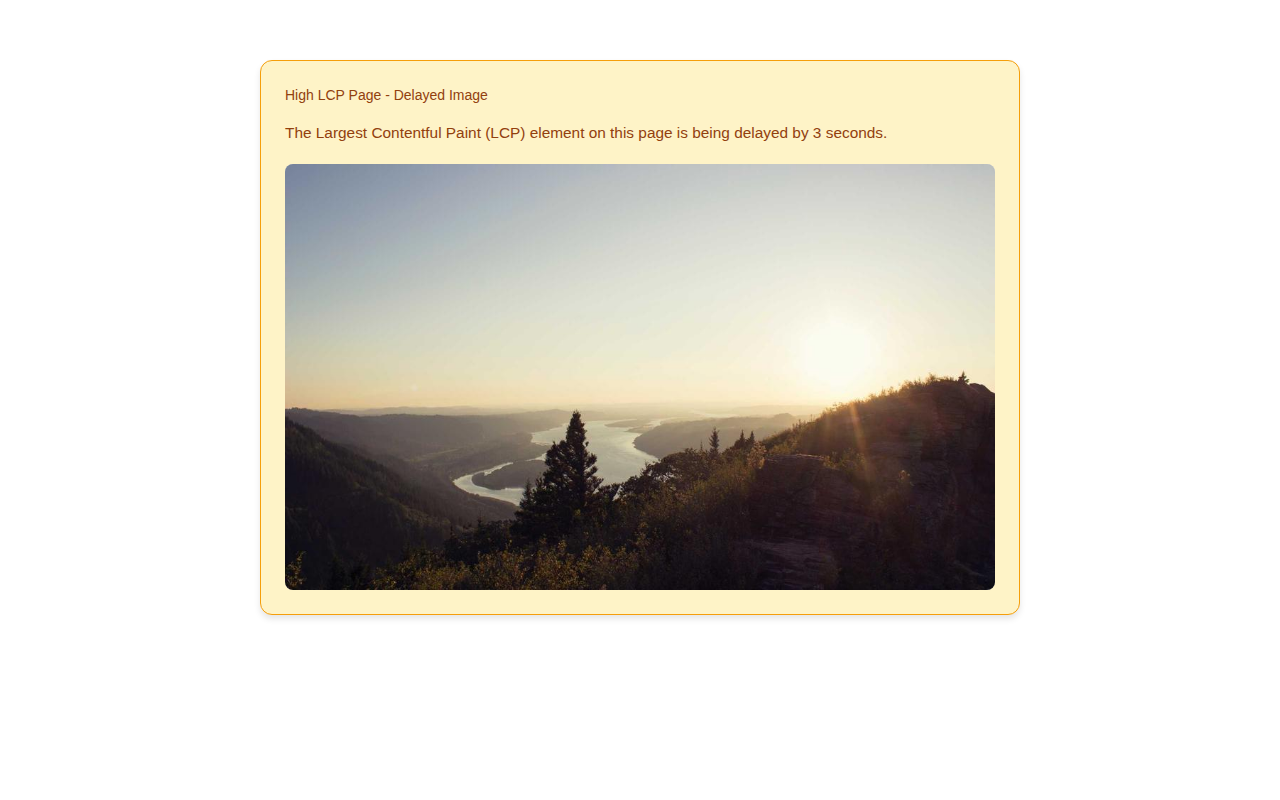 High LCP Page - Delayed Image
The Largest Contentful Paint (LCP) element on this page is being delayed by 3 seconds.